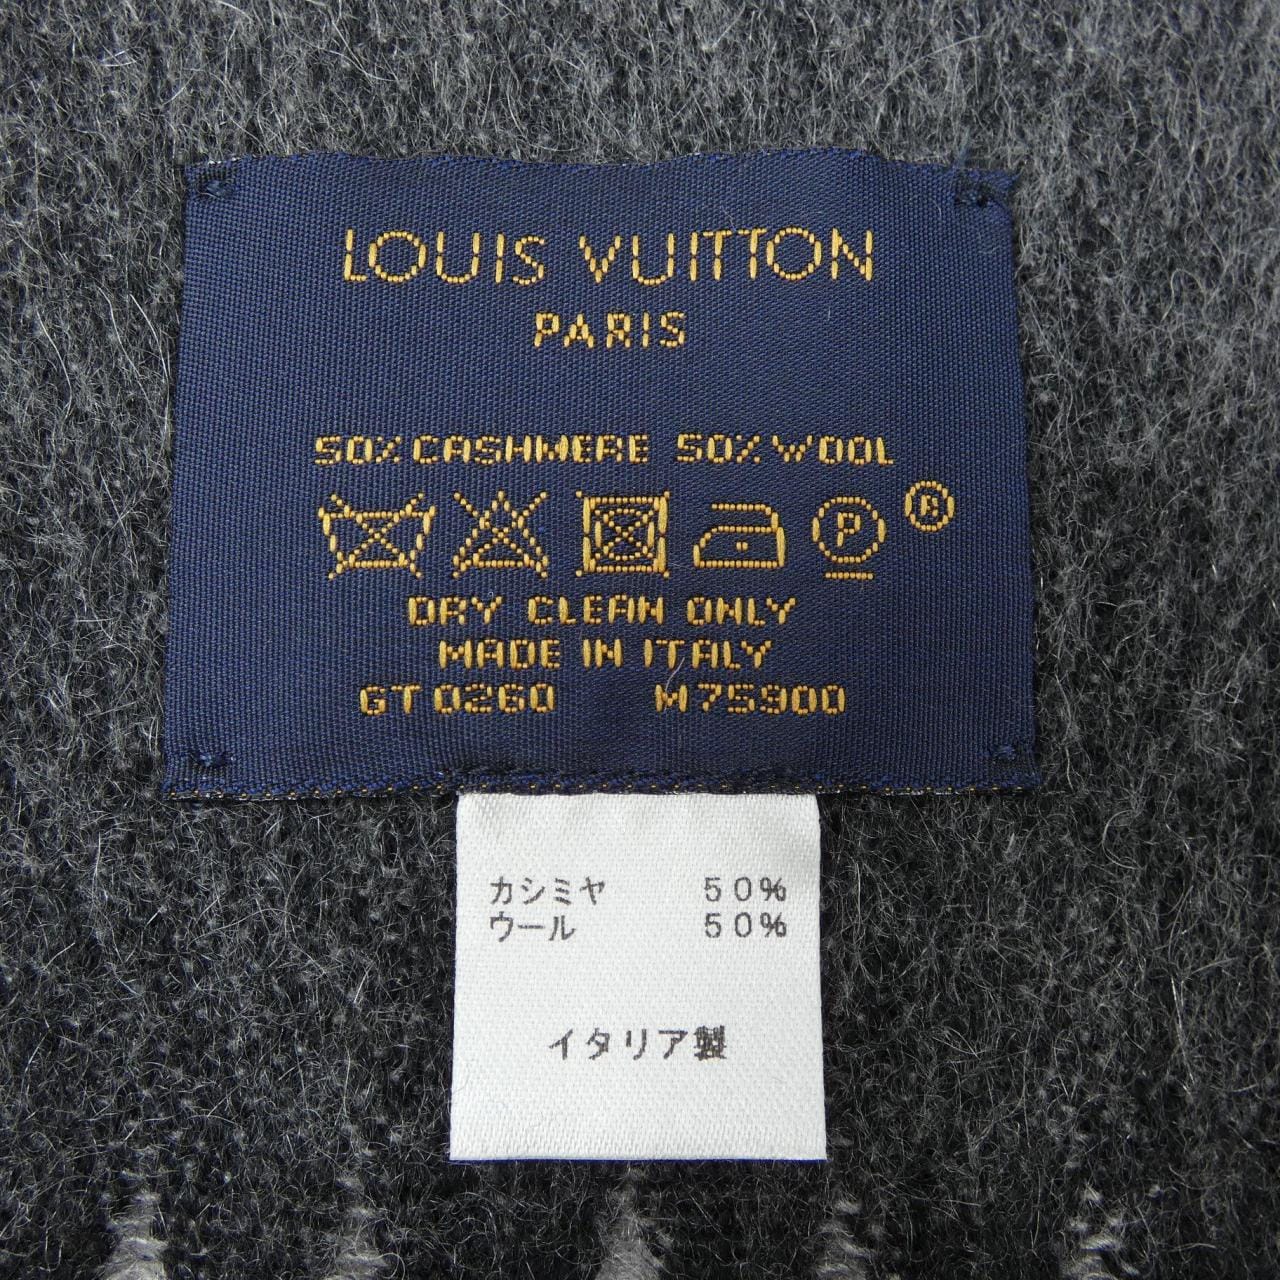 LOUIS VUITTON
PARIS
50% CASHMERE 50% WOOL
P ®
DRY CLEAN ONLY
MADE IN ITALY
GT0260 M75900
カシミヤ 50%
ウール 50%
イタリア製